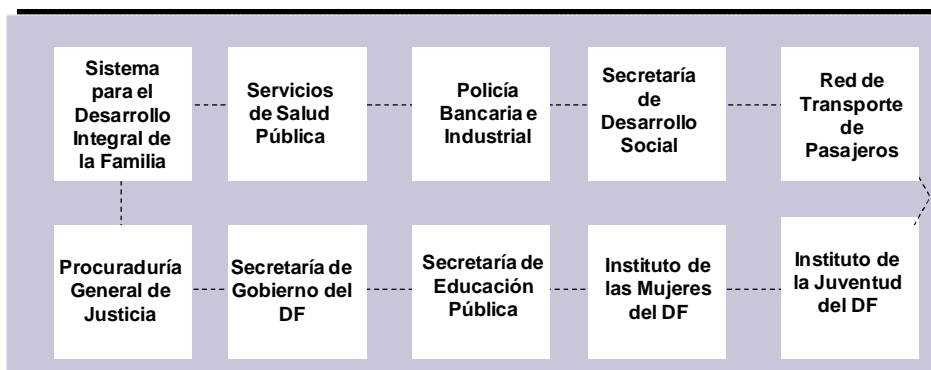 Sistema
para el
Desarrollo
Integral de
la Familia
Servicios
de Salud
Pública
Policía
Bancaria e
Industrial
Secretaría
de
Desarrollo
Social
Red de
Transporte
de
Pasajeros
Procuraduría
General de
Justicia
Secretaría de
Gobierno del
DF
Secretaría de
Educación
Pública
Instituto de
las Mujeres
del DF
Instituto de
la Juventud
del DF